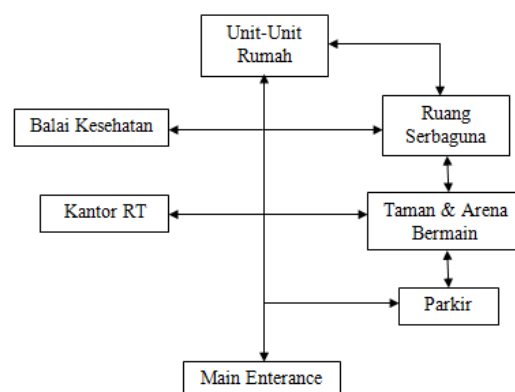 Unit-Unit
Rumah
Balai Kesehatan
Ruang
Serbaguna
Kantor RT
Taman & Arena
Bermain
Parkir
Main Enterance